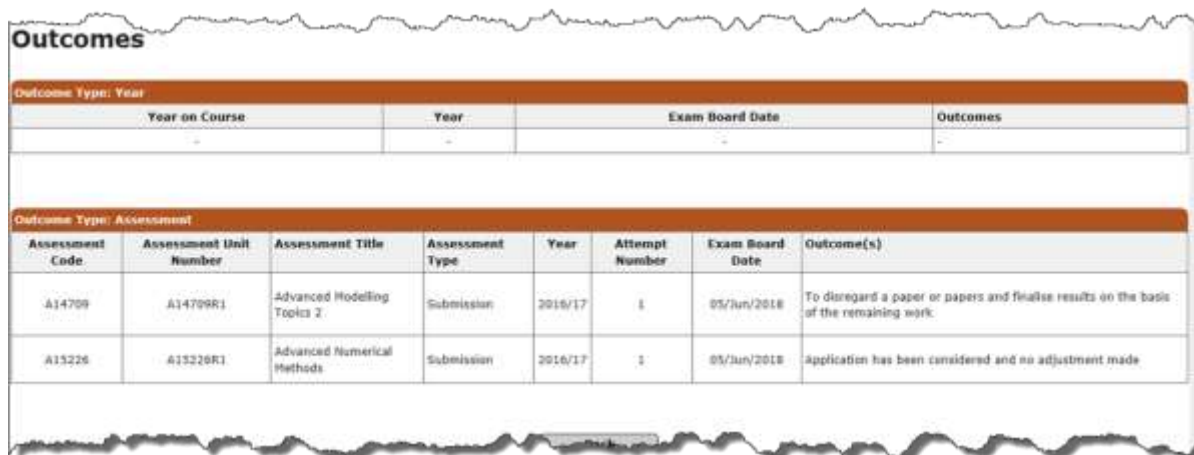 Outcomes
Outcome Type: Year
Year on Course Year Exam Board Date Outcomes
- - - -
Outcome Type: Assessment
Assessment Code Assessment Unit Number Assessment Title Assessment Type Year Attempt Number Exam Board Date Outcome(s)
A14709 A14709R1 Advanced Modelling Topics 2 Submission 2016/17 1 05/Jun/2018 To disregard a paper or papers and finalise results on the basis of the remaining work
A15226 A15226R1 Advanced Numerical Methods Submission 2016/17 1 05/Jun/2018 Application has been considered and no adjustment made